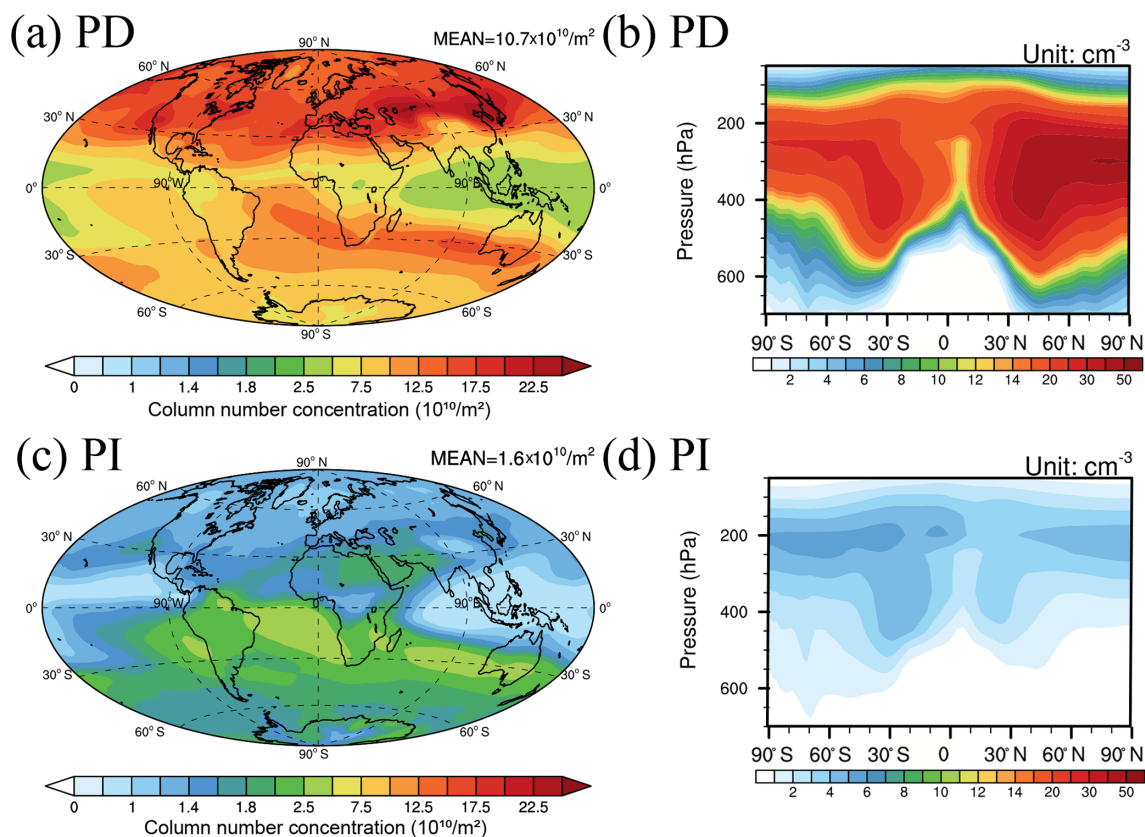 (a) PD
MEAN=10.7x10¹⁰/m²
90° N
60° N
60° N
30° N
30° N
0°
90°W
0
90°E
0°
30° S
30° S
60° S
60° S
90° S
0 1 1.4 1.8 2.5 7.5 12.5 17.5 22.5
Column number concentration (10¹⁰/m²)
(b) PD
Unit: cm⁻³
Pressure (hPa)
200
400
600
90° S 60° S 30° S 0 30° N 60° N 90° N
2 4 6 8 10 12 14 20 30 50
(c) PI
MEAN=1.6x10¹⁰/m²
90° N
60° N
60° N
30° N
30° N
0°
90°W
0
90°E
0°
30° S
30° S
60° S
60° S
90° S
0 1 1.4 1.8 2.5 7.5 12.5 17.5 22.5
Column number concentration (10¹⁰/m²)
(d) PI
Unit: cm⁻³
Pressure (hPa)
200
400
600
90° S 60° S 30° S 0 30° N 60° N 90° N
2 4 6 8 10 12 14 20 30 50